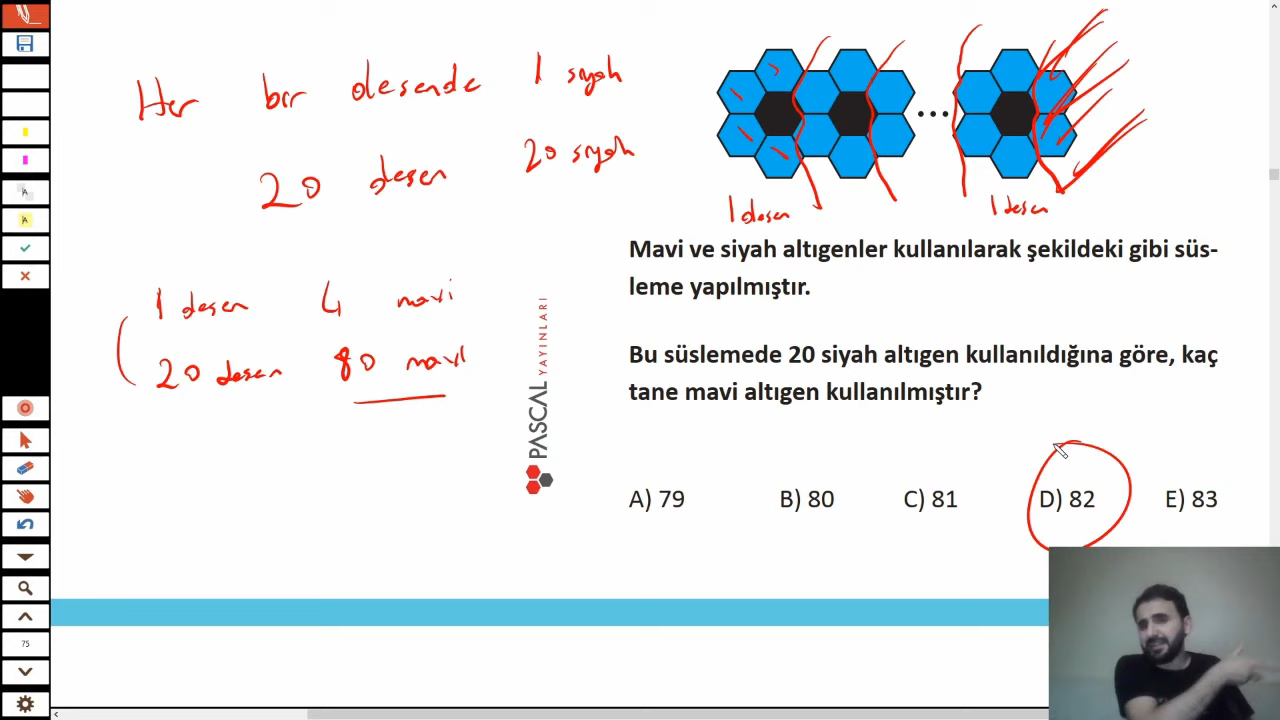 Her bir desende 1 siyah
20 desen 20 siyah
1 desen 4 mavi
20 desen 80 mavi
1 desen
1 desen
Mavi ve siyah altıgenler kullanılarak şekildeki gibi süs-
leme yapılmıştır.
Bu süslemede 20 siyah altıgen kullanıldığına göre, kaç
tane mavi altıgen kullanılmıştır?
A) 79 B) 80 C) 81 D) 82 E) 83
PASCAL YAYINLARI
A
A
75